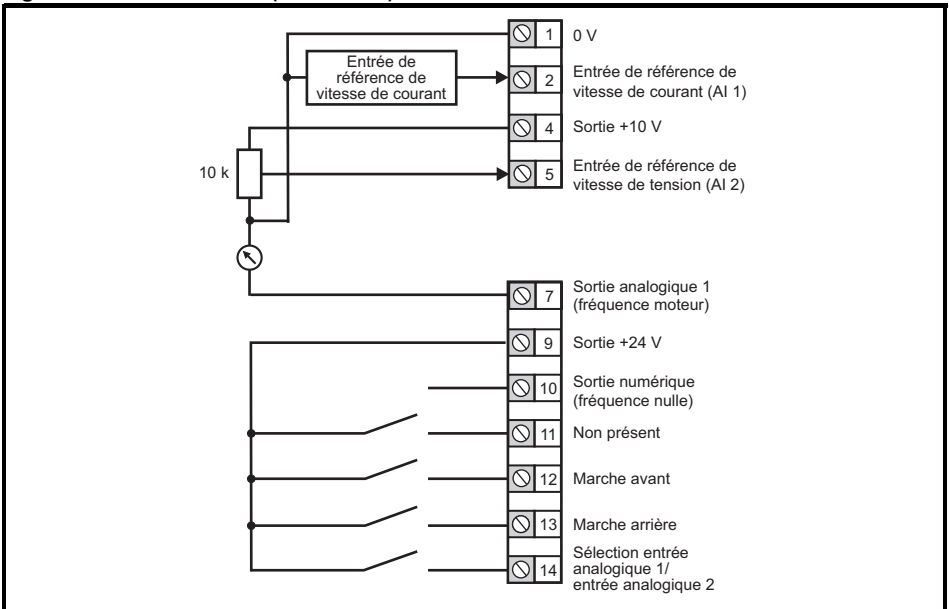 1
0 V
Entrée de
référence de
vitesse de courant
2
Entrée de référence de
vitesse de courant (AI 1)
4
Sortie +10 V
10 k
5
Entrée de référence de
vitesse de tension (AI 2)
7
Sortie analogique 1
(fréquence moteur)
9
Sortie +24 V
10
Sortie numérique
(fréquence nulle)
11
Non présent
12
Marche avant
13
Marche arrière
14
Sélection entrée
analogique 1/
entrée analogique 2